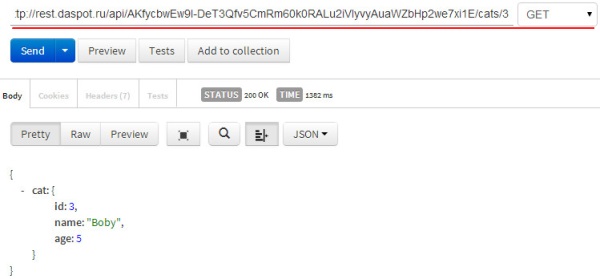 :tp://rest.daspot.ru/api/AKfycbwEw9l-DeT3Qfv5CmRm60k0RALu2iVlyvyAuaWZbHp2we7xi1E/cats/3 GET
Send Preview Tests Add to collection
Body Cookies Headers (7) Tests STATUS 200 OK TIME 1382 ms
Pretty Raw Preview JSON
{
- cat: {
id: 3,
name: "Boby",
age: 5
}
}